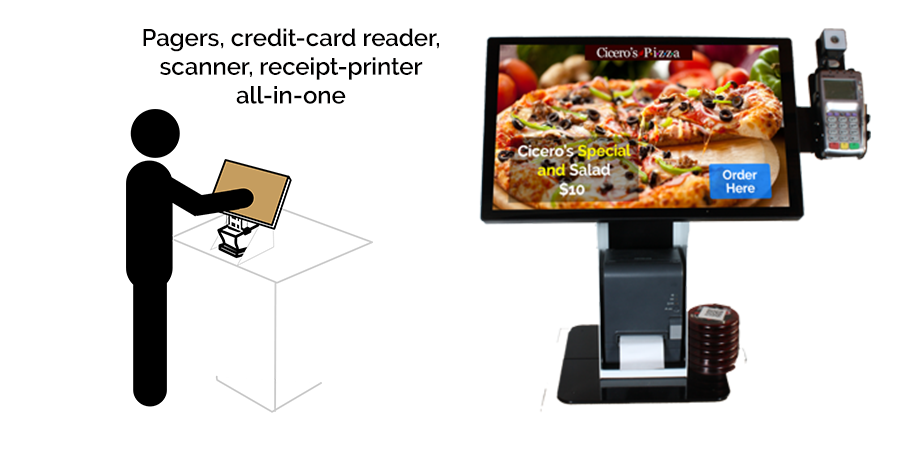 Pagers, credit-card reader,
scanner, receipt-printer
all-in-one
Cicero's Pizza
Cicero's Special
and Salad
$10
Order
Here